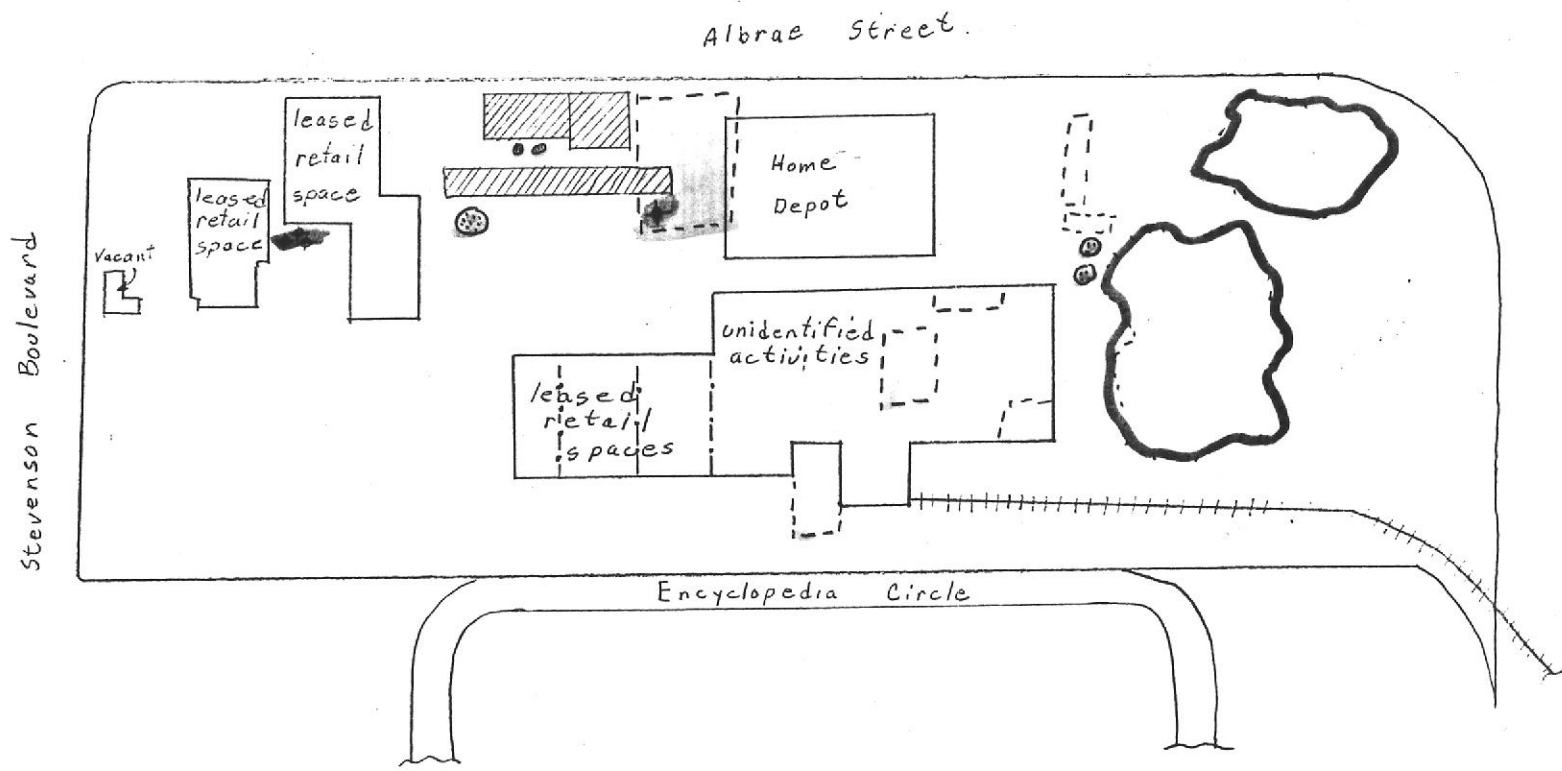 Albrae Street.
leased
retail
space
leased
retail
space
vacant
Home
Depot
Stevenson Boulevard
unidentified
activities
leased
retail
spaces
Encyclopedia Circle